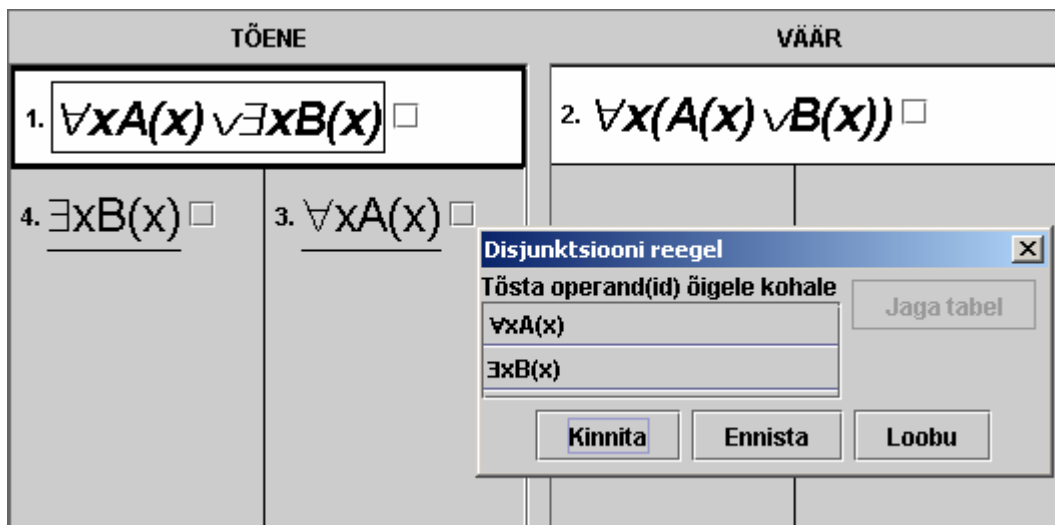 TÕENE VÄÄR
1. ∀xA(x) ∨∃xB(x) 2. ∀x(A(x) ∨B(x))
4. ∃xB(x) 3. ∀xA(x)
Disjunktsiooni reegel
Tõsta operand(id) õigele kohale
Jaga tabel
∀xA(x)
∃xB(x)
Kinnita Ennista Loobu